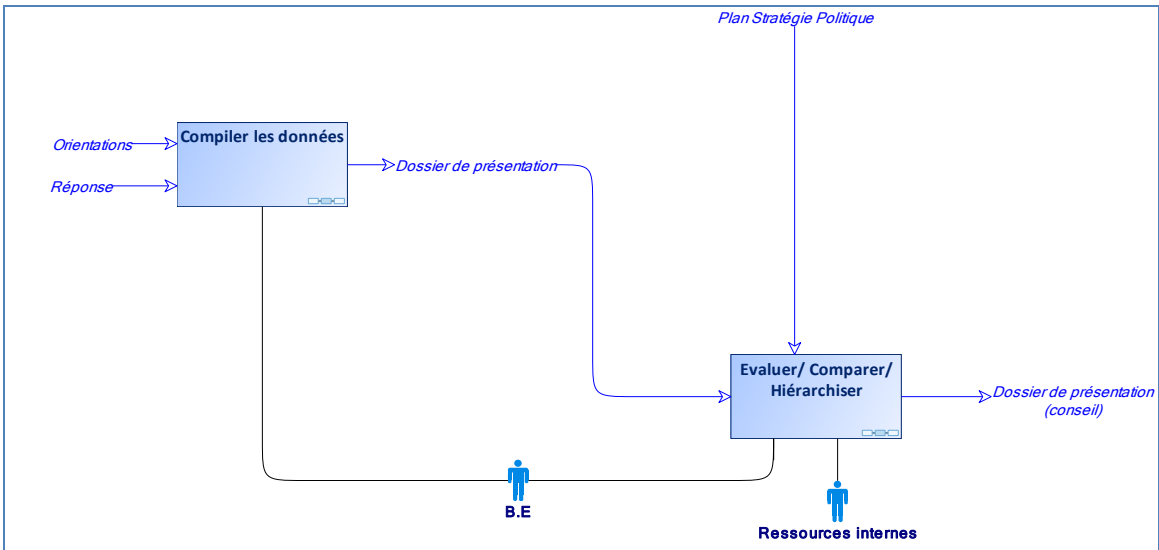 Plan Stratégie Politique
Compiler les données
Orientations
Réponse
Dossier de présentation
Evaluer/ Comparer/
Hiérarchiser
Dossier de présentation
(conseil)
B.E
Ressources internes